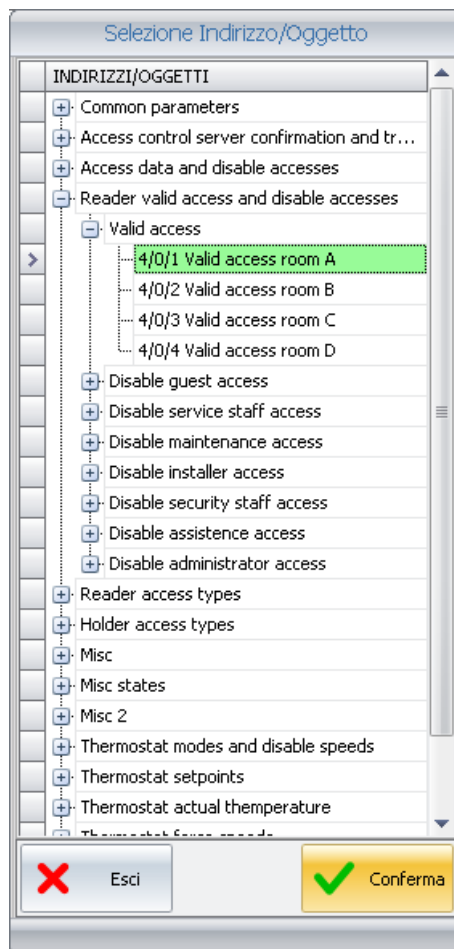 Selezione Indirizzo/Oggetto
INDIRIZZI/OGGETTI
Common parameters
Access control server confirmation and tr...
Access data and disable accesses
Reader valid access and disable accesses
Valid access
4/0/1 Valid access room A
4/0/2 Valid access room B
4/0/3 Valid access room C
4/0/4 Valid access room D
Disable guest access
Disable service staff access
Disable maintenance access
Disable installer access
Disable security staff access
Disable assistence access
Disable administrator access
Reader access types
Holder access types
Misc
Misc states
Misc 2
Thermostat modes and disable speeds
Thermostat setpoints
Thermostat actual themperature
Thermostat force speeds
Esci
Conferma